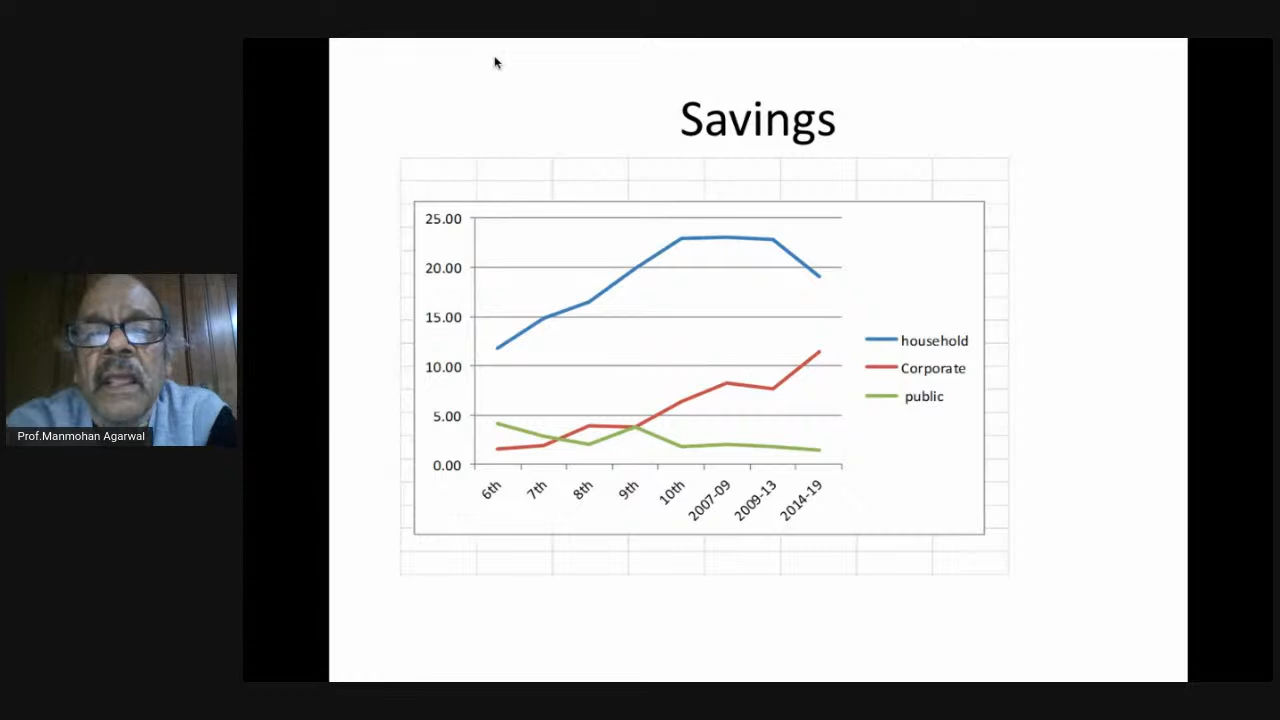 Savings
25.00
20.00
15.00
10.00
5.00
0.00
6th
7th
8th
9th
10th
2007-09
2009-13
2014-19
household
Corporate
public
Prof.Manmohan Agarwal